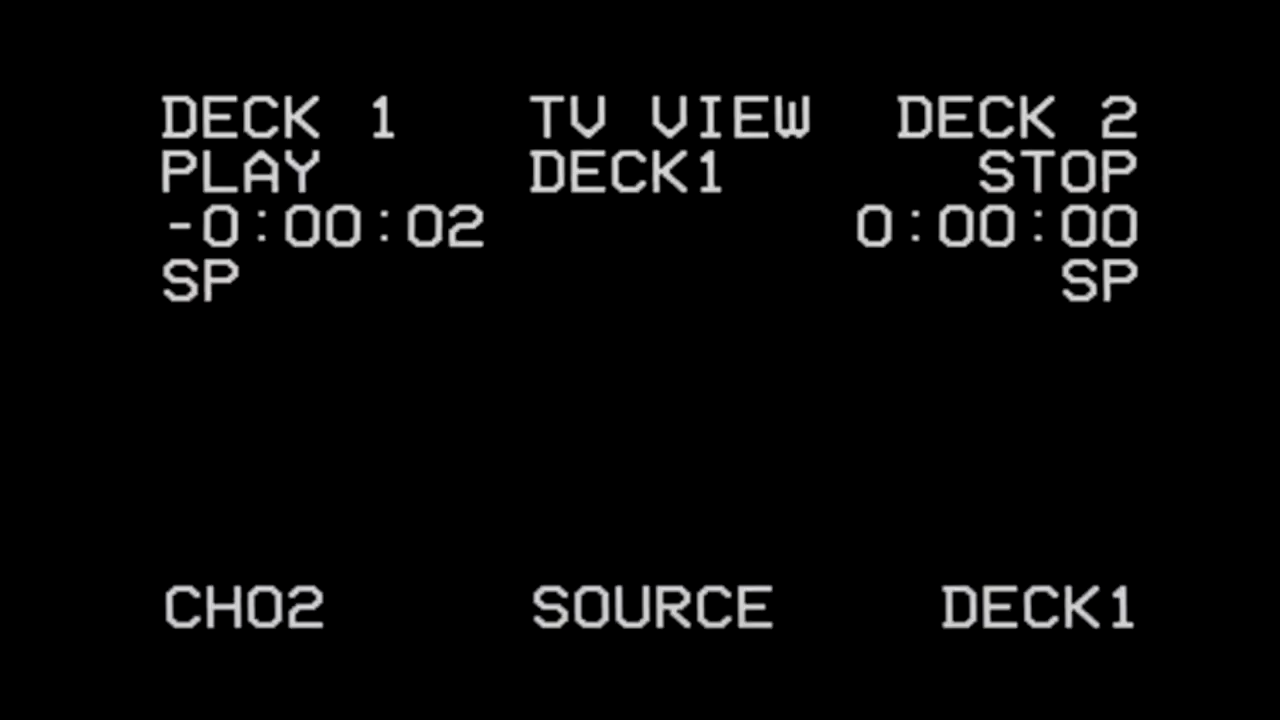 DECK 1 TV VIEW DECK 2
PLAY DECK1 STOP
-0:00:02 0:00:00
SP SP
CH02 SOURCE DECK1